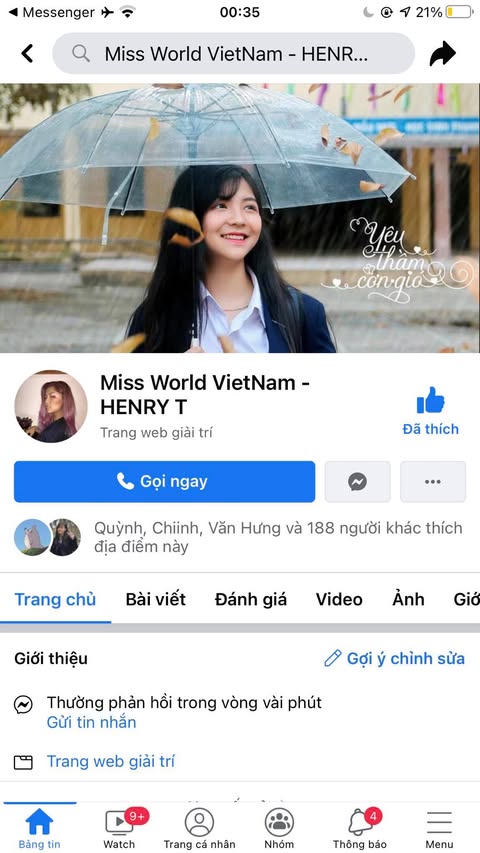 Messenger
00:35
21%
Miss World VietNam - HENR...
Yêu
thầm
cơn gió
Miss World VietNam -
HENRY T
Trang web giải trí
Đã thích
Gọi ngay
Quỳnh, Chiinh, Văn Hưng và 188 người khác thích
địa điểm này
Trang chủ
Bài viết
Đánh giá
Video
Ảnh
Giớ
Giới thiệu
Gợi ý chỉnh sửa
Thường phản hồi trong vòng vài phút
Gửi tin nhắn
Trang web giải trí
9+
4
Bảng tin
Watch
Trang cá nhân
Nhóm
Thông báo
Menu